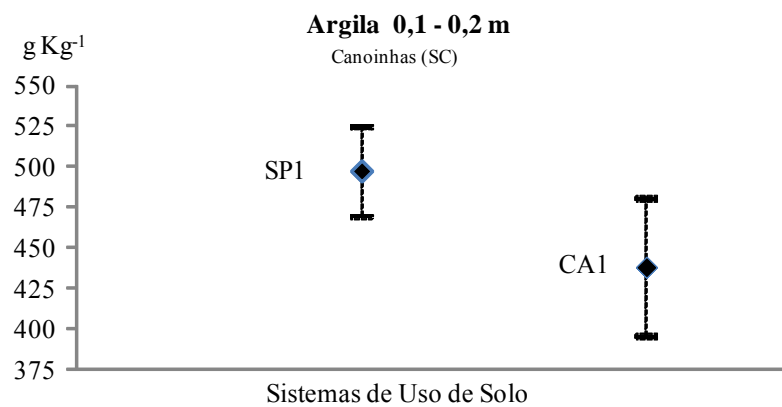 Argila 0,1 - 0,2 m
g Kg-1
Canoinhas (SC)
550
525
500
475
450
425
400
375
SP1
CA1
Sistemas de Uso de Solo